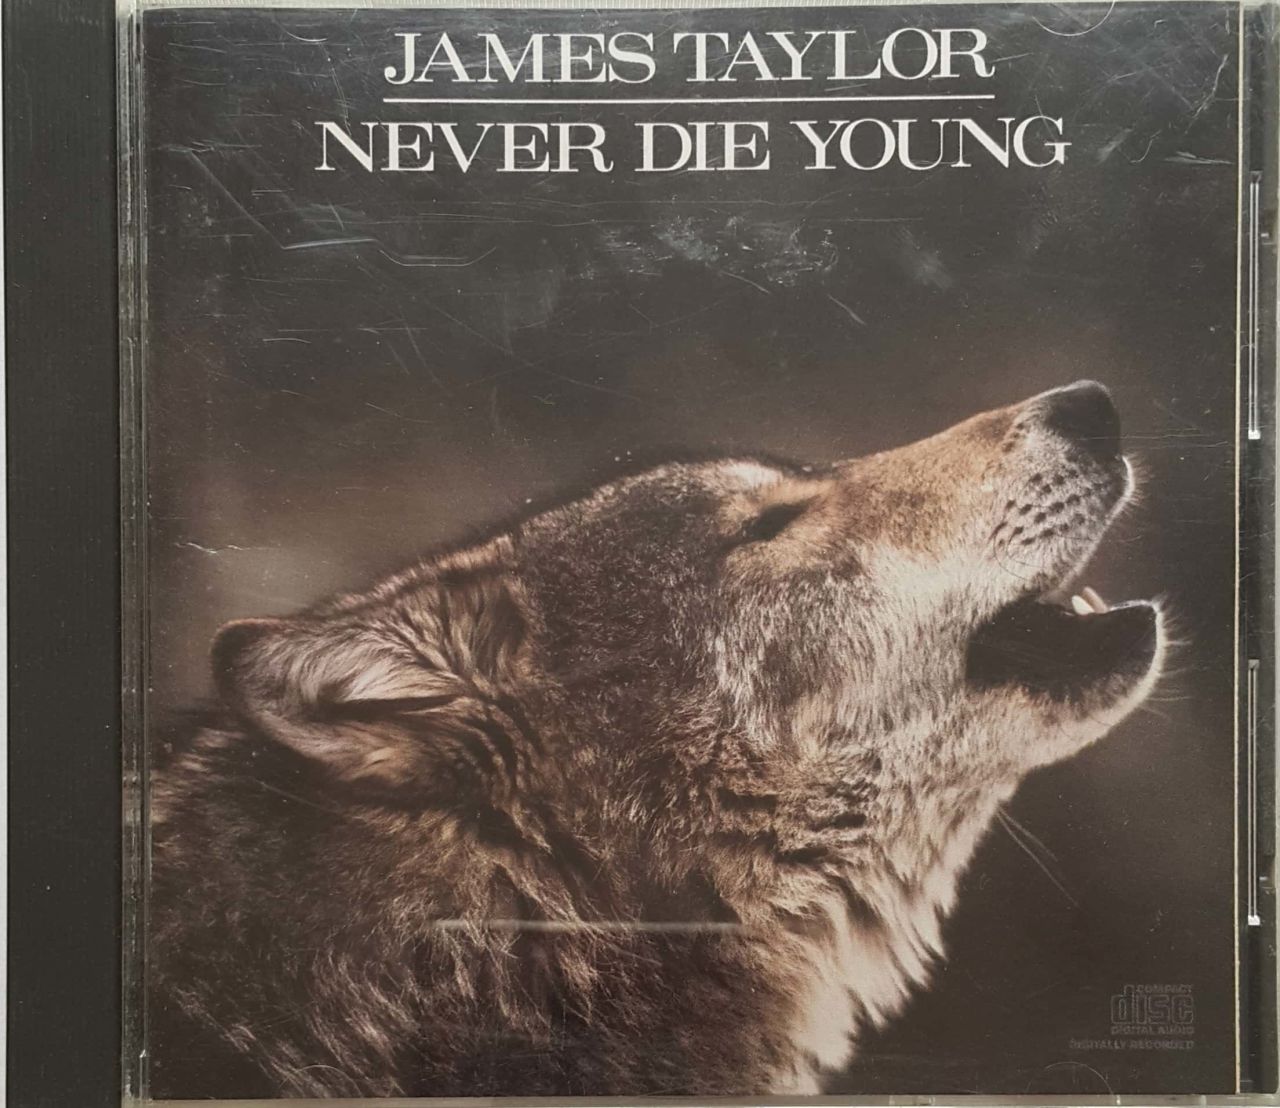 JAMES TAYLOR
NEVER DIE YOUNG
COMPACT
disc
DIGITAL AUDIO
DIGITALLY RECORDED